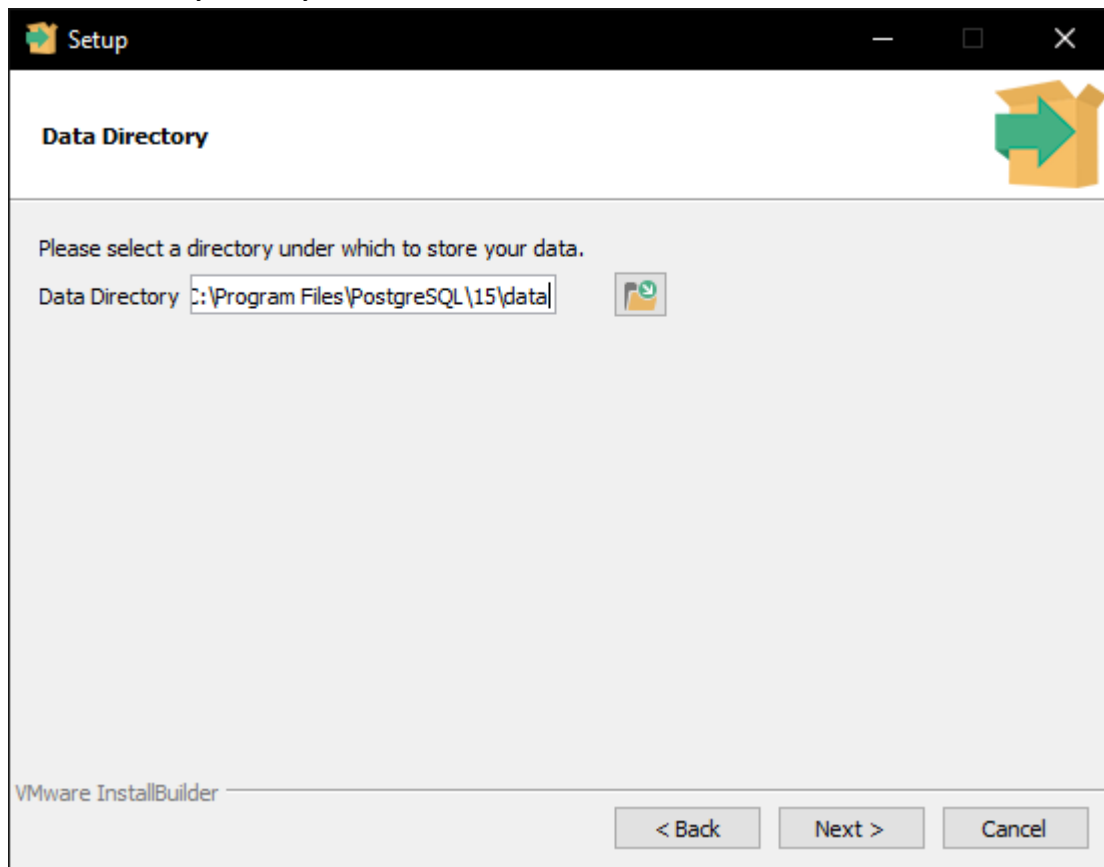 Setup
Data Directory
Please select a directory under which to store your data.
Data Directory C:\Program Files\PostgreSQL\15\data
VMware InstallBuilder
< Back Next > Cancel